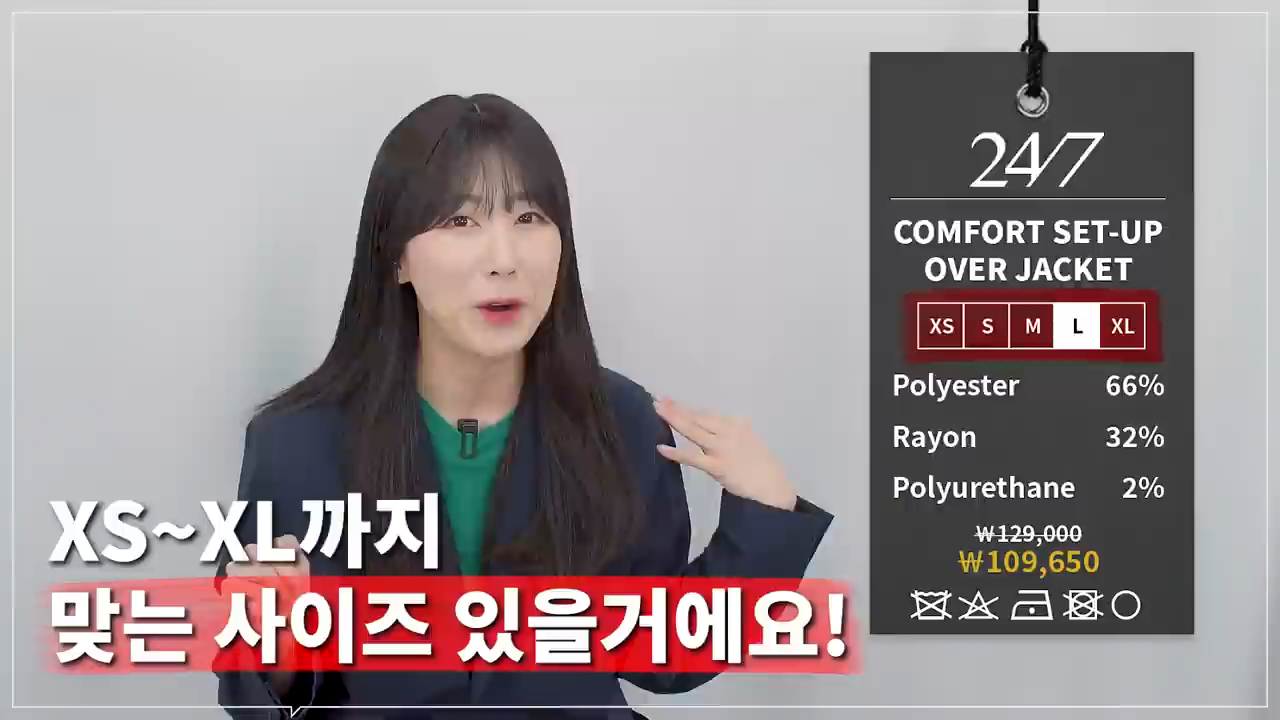 24/7
COMFORT SET-UP
OVER JACKET
XS S M L XL
Polyester 66%
Rayon 32%
Polyurethane 2%
₩129,000
₩109,650
XS~XL까지
맞는 사이즈 있을거에요!